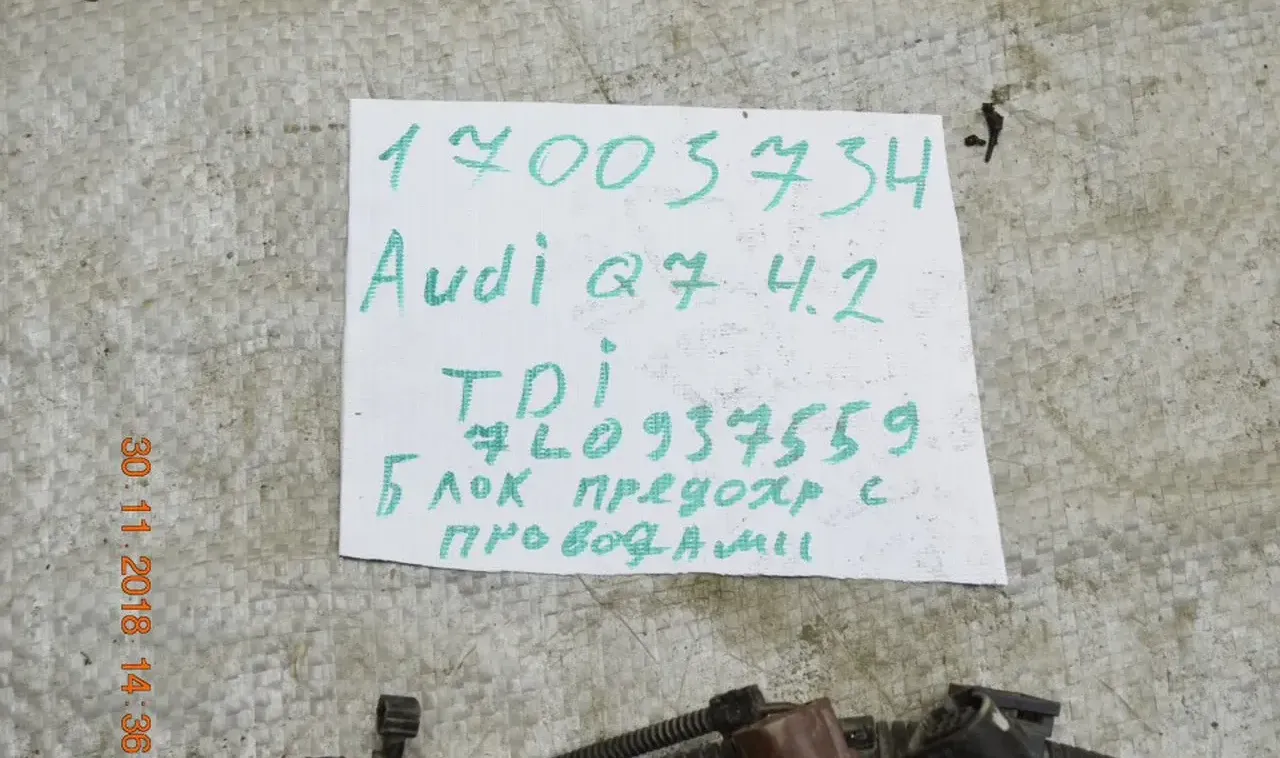 17003734
Audi Q7 4.2
TDi
7L0937559
Блок предохр с
проводами
30 11 2018 14:36